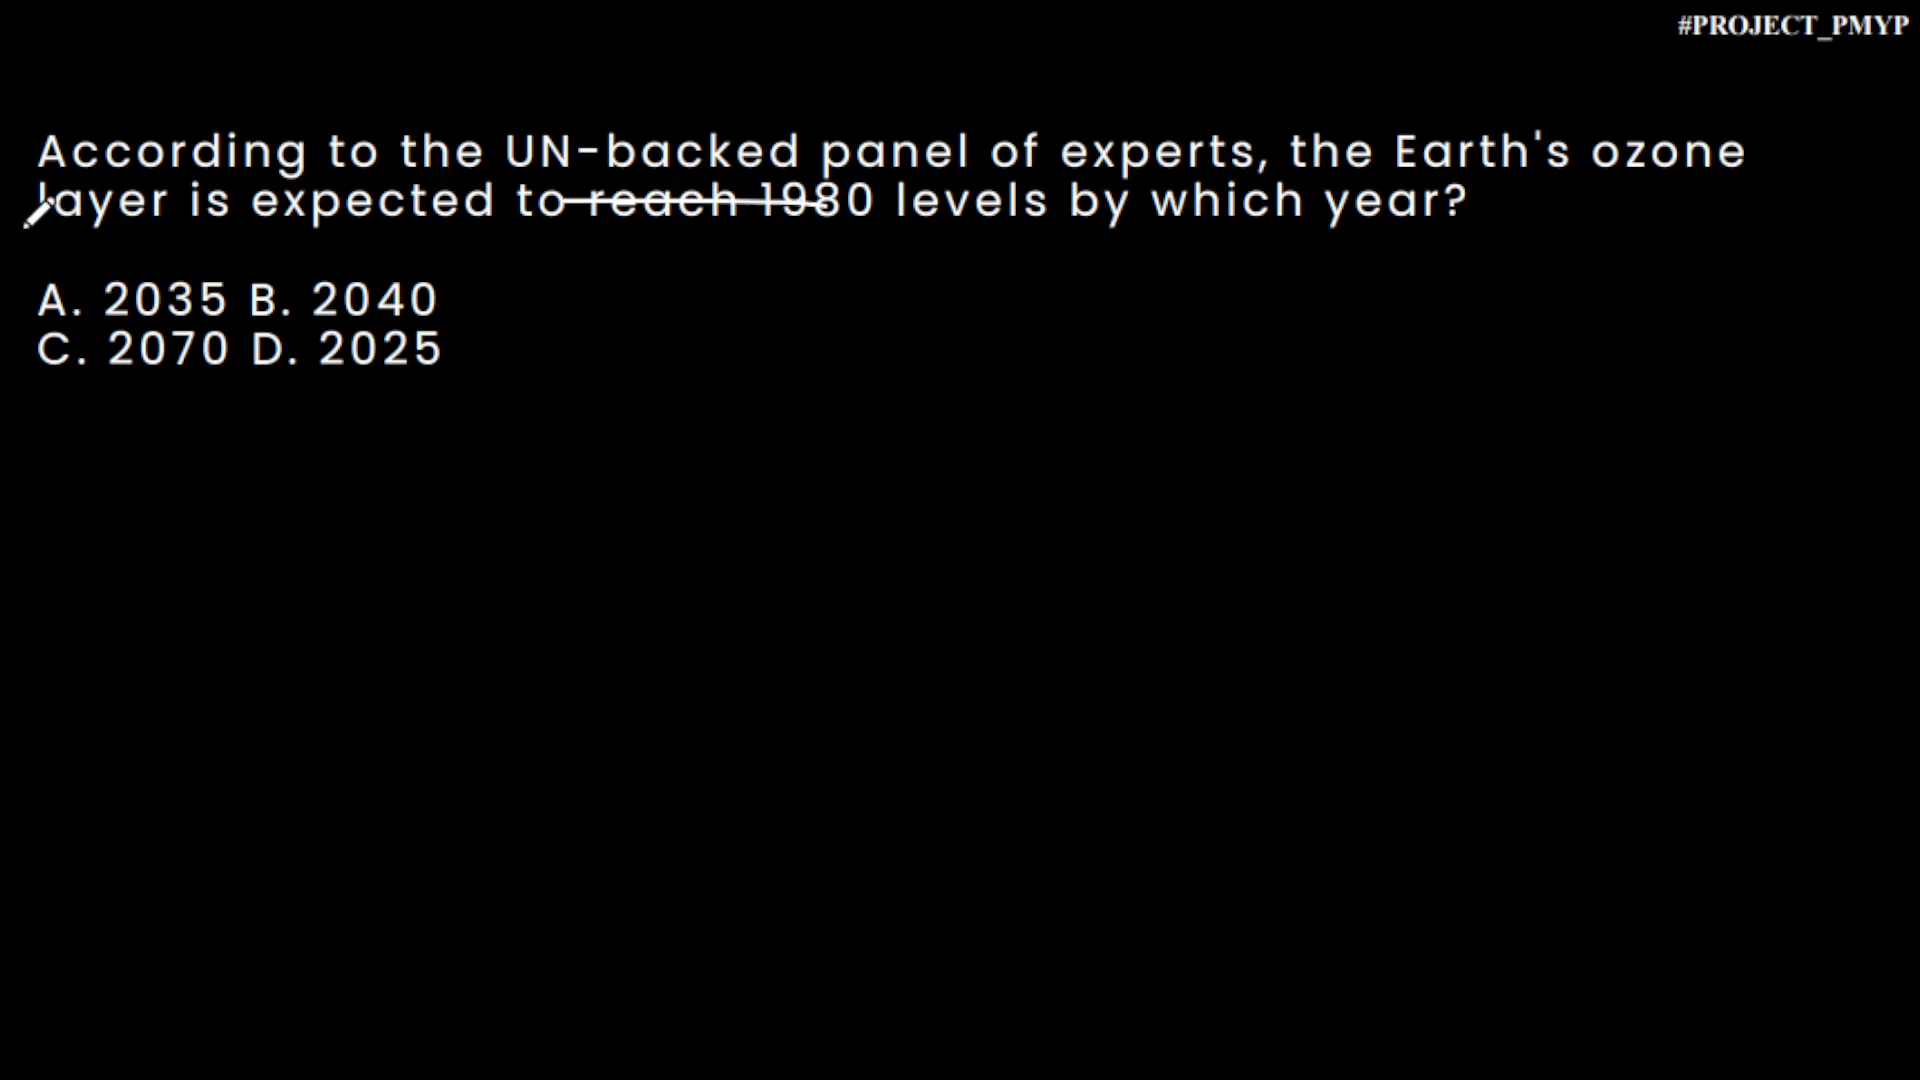 #PROJECT_PMYP
According to the UN-backed panel of experts, the Earth's ozone
layer is expected to reach 1980 levels by which year?
A. 2035 B. 2040
C. 2070 D. 2025